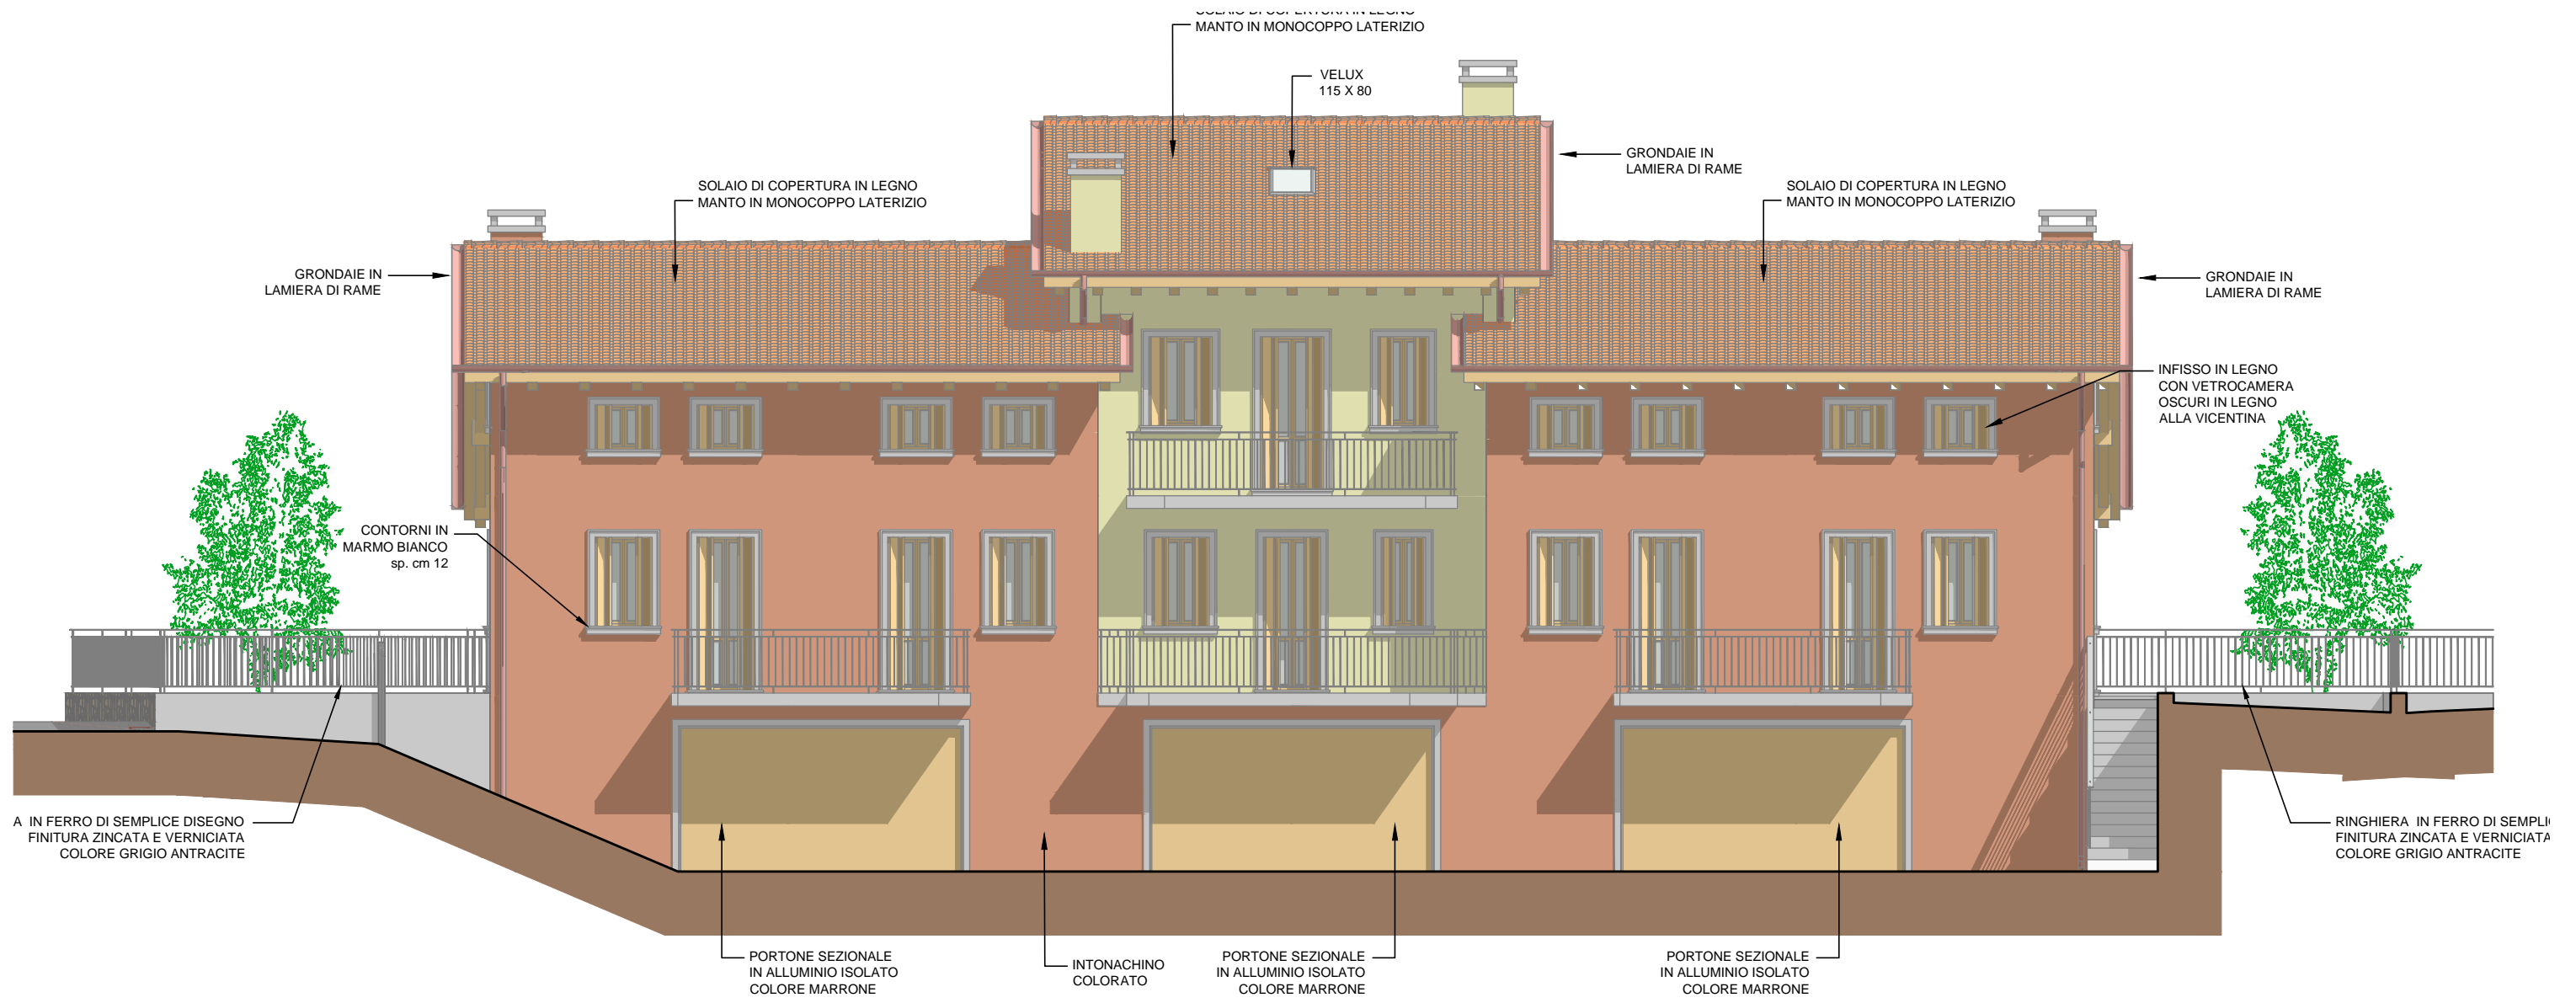 SOLAIO DI COPERTURA IN LEGNO
MANTO IN MONOCOPPO LATERIZIO
VELUX
115 X 80
GRONDAIE IN
LAMIERA DI RAME
SOLAIO DI COPERTURA IN LEGNO
MANTO IN MONOCOPPO LATERIZIO
SOLAIO DI COPERTURA IN LEGNO
MANTO IN MONOCOPPO LATERIZIO
GRONDAIE IN
LAMIERA DI RAME
GRONDAIE IN
LAMIERA DI RAME
INFISSO IN LEGNO
CON VETROCAMERA
OSCURI IN LEGNO
ALLA VICENTINA
CONTORNI IN
MARMO BIANCO
sp. cm 12
A IN FERRO DI SEMPLICE DISEGNO
FINITURA ZINCATA E VERNICIATA
COLORE GRIGIO ANTRACITE
RINGHIERA IN FERRO DI SEMPLI
FINITURA ZINCATA E VERNICIATA
COLORE GRIGIO ANTRACITE
PORTONE SEZIONALE
IN ALLUMINIO ISOLATO
COLORE MARRONE
INTONACHINO
COLORATO
PORTONE SEZIONALE
IN ALLUMINIO ISOLATO
COLORE MARRONE
PORTONE SEZIONALE
IN ALLUMINIO ISOLATO
COLORE MARRONE